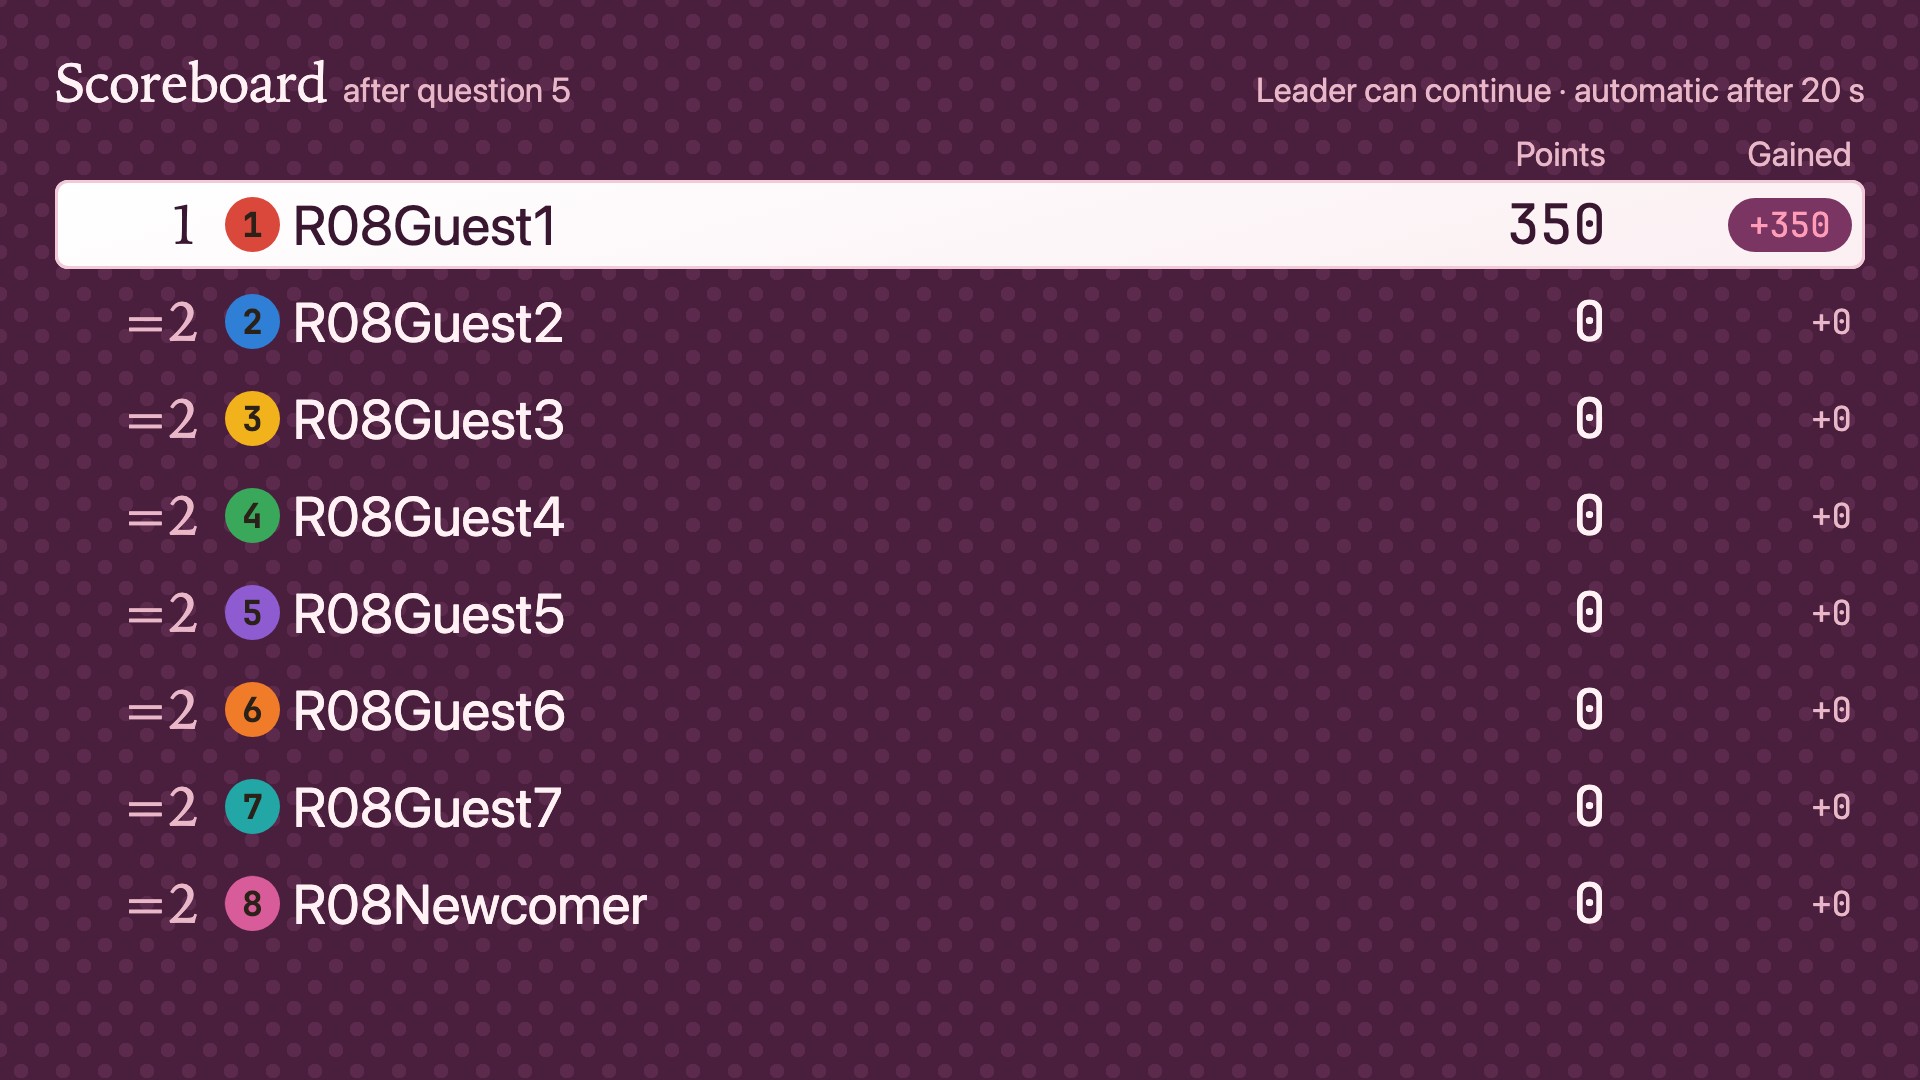 Scoreboard after question 5
Leader can continue · automatic after 20 s
Points Gained
1 1 R08Guest1 350 +350
=2 2 R08Guest2 0 +0
=2 3 R08Guest3 0 +0
=2 4 R08Guest4 0 +0
=2 5 R08Guest5 0 +0
=2 6 R08Guest6 0 +0
=2 7 R08Guest7 0 +0
=2 8 R08Newcomer 0 +0